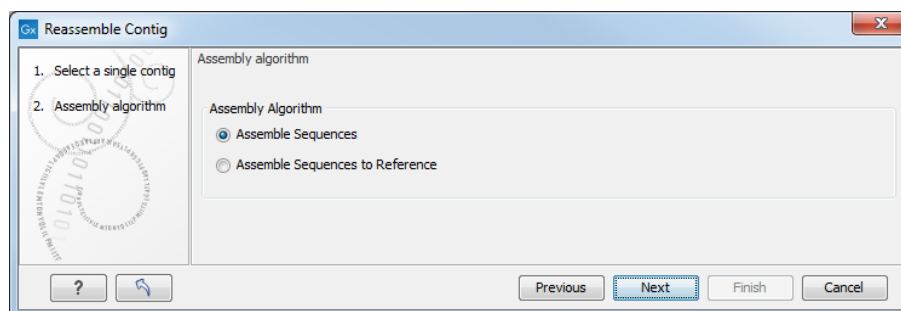 Gx Reassemble Contig
1. Select a single contig
2. Assembly algorithm
Assembly algorithm
Assembly Algorithm
Assemble Sequences
Assemble Sequences to Reference
?
Previous
Next
Finish
Cancel